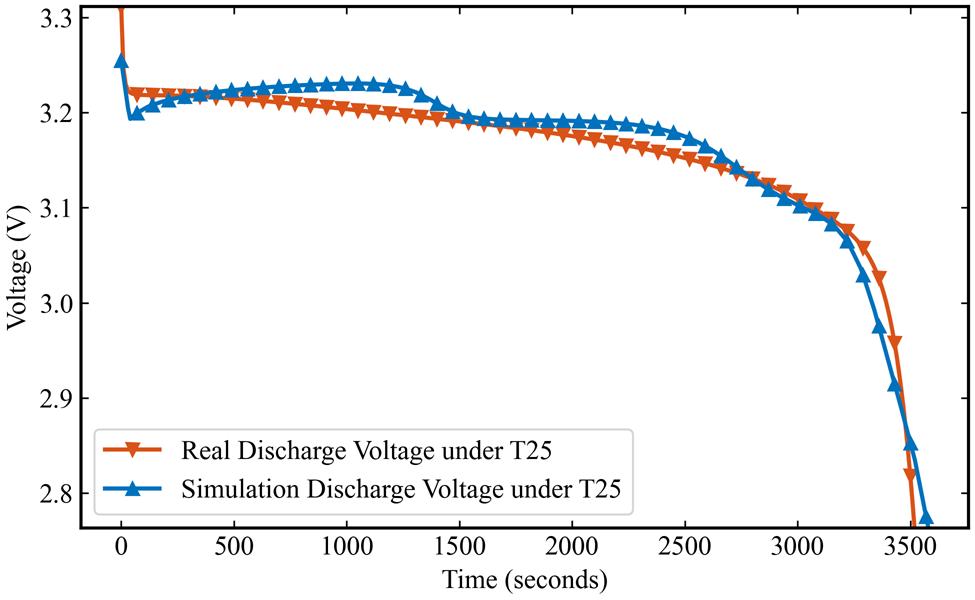 3.3
3.2
3.1
3.0
2.9
2.8
Voltage (V)
Real Discharge Voltage under T25
Simulation Discharge Voltage under T25
0 500 1000 1500 2000 2500 3000 3500
Time (seconds)